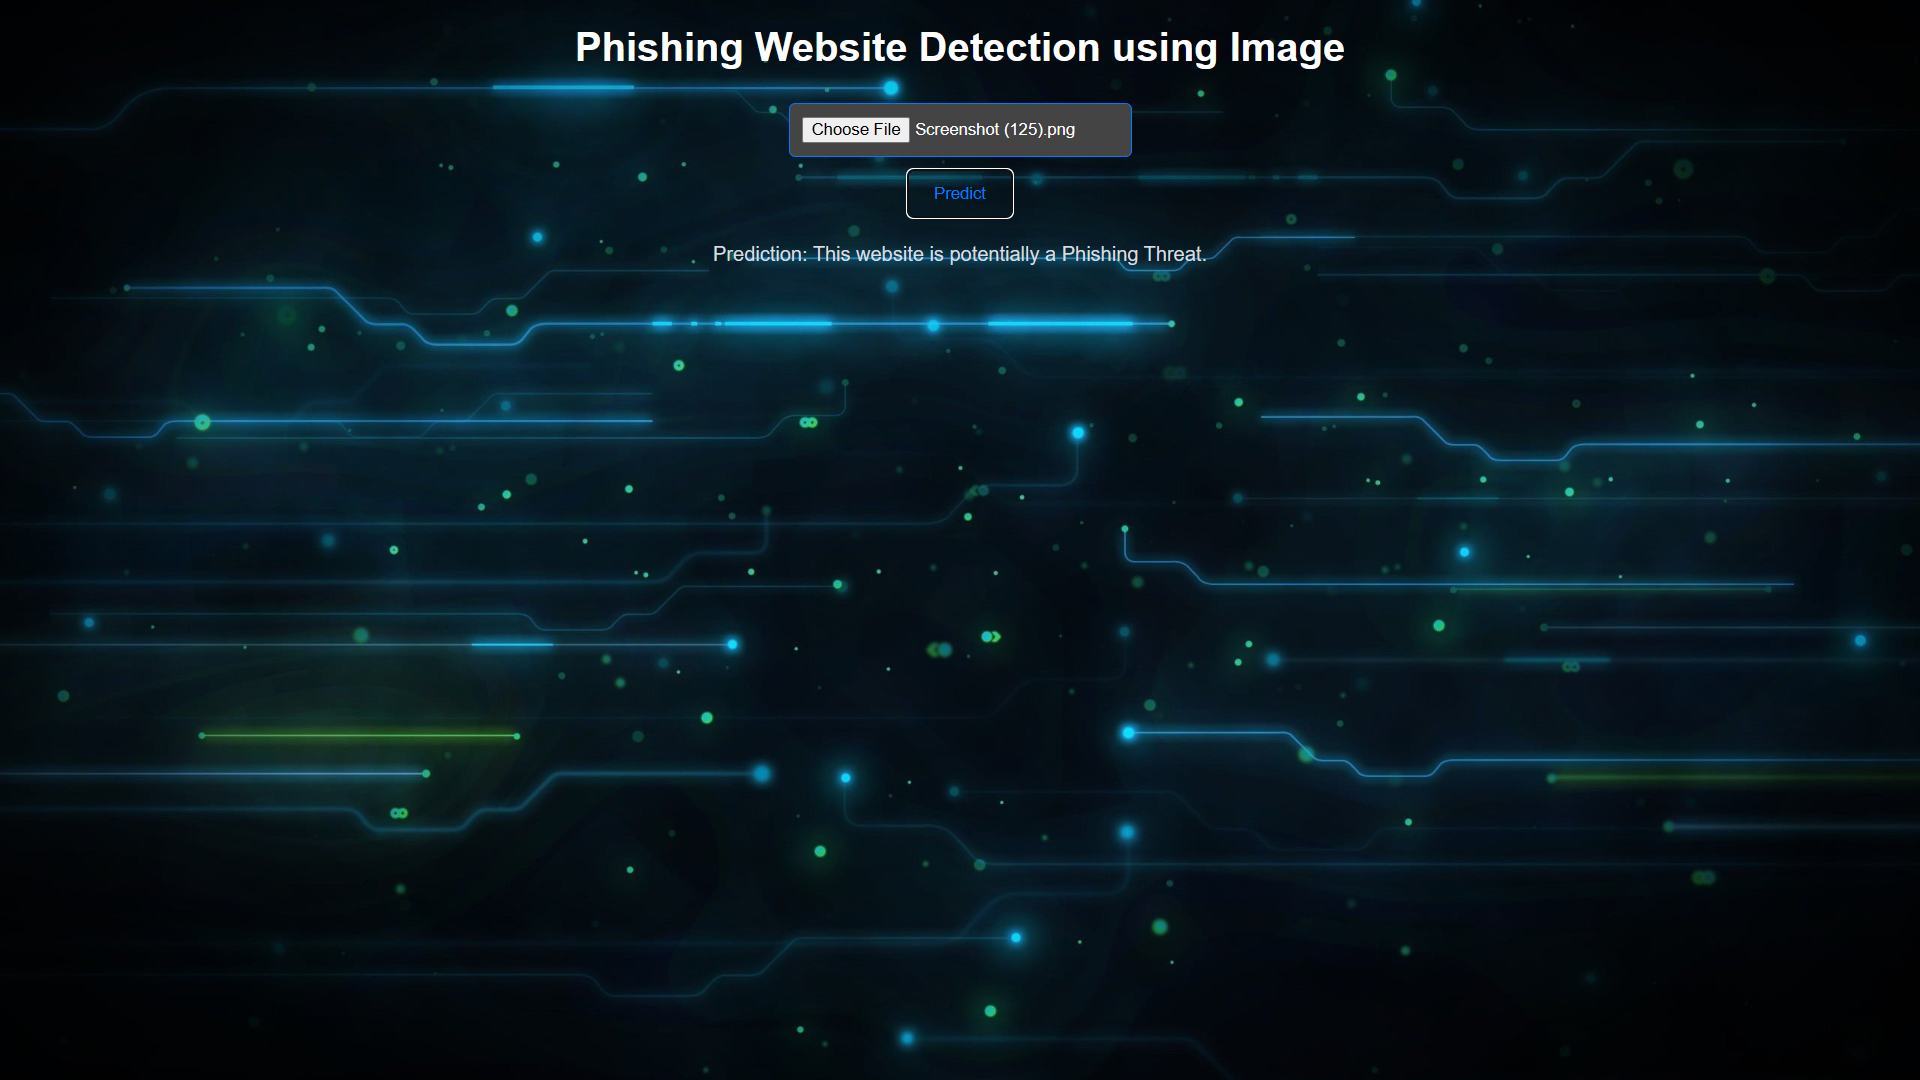 Phishing Website Detection using Image
Choose File Screenshot (125).png
Predict
Prediction: This website is potentially a Phishing Threat.